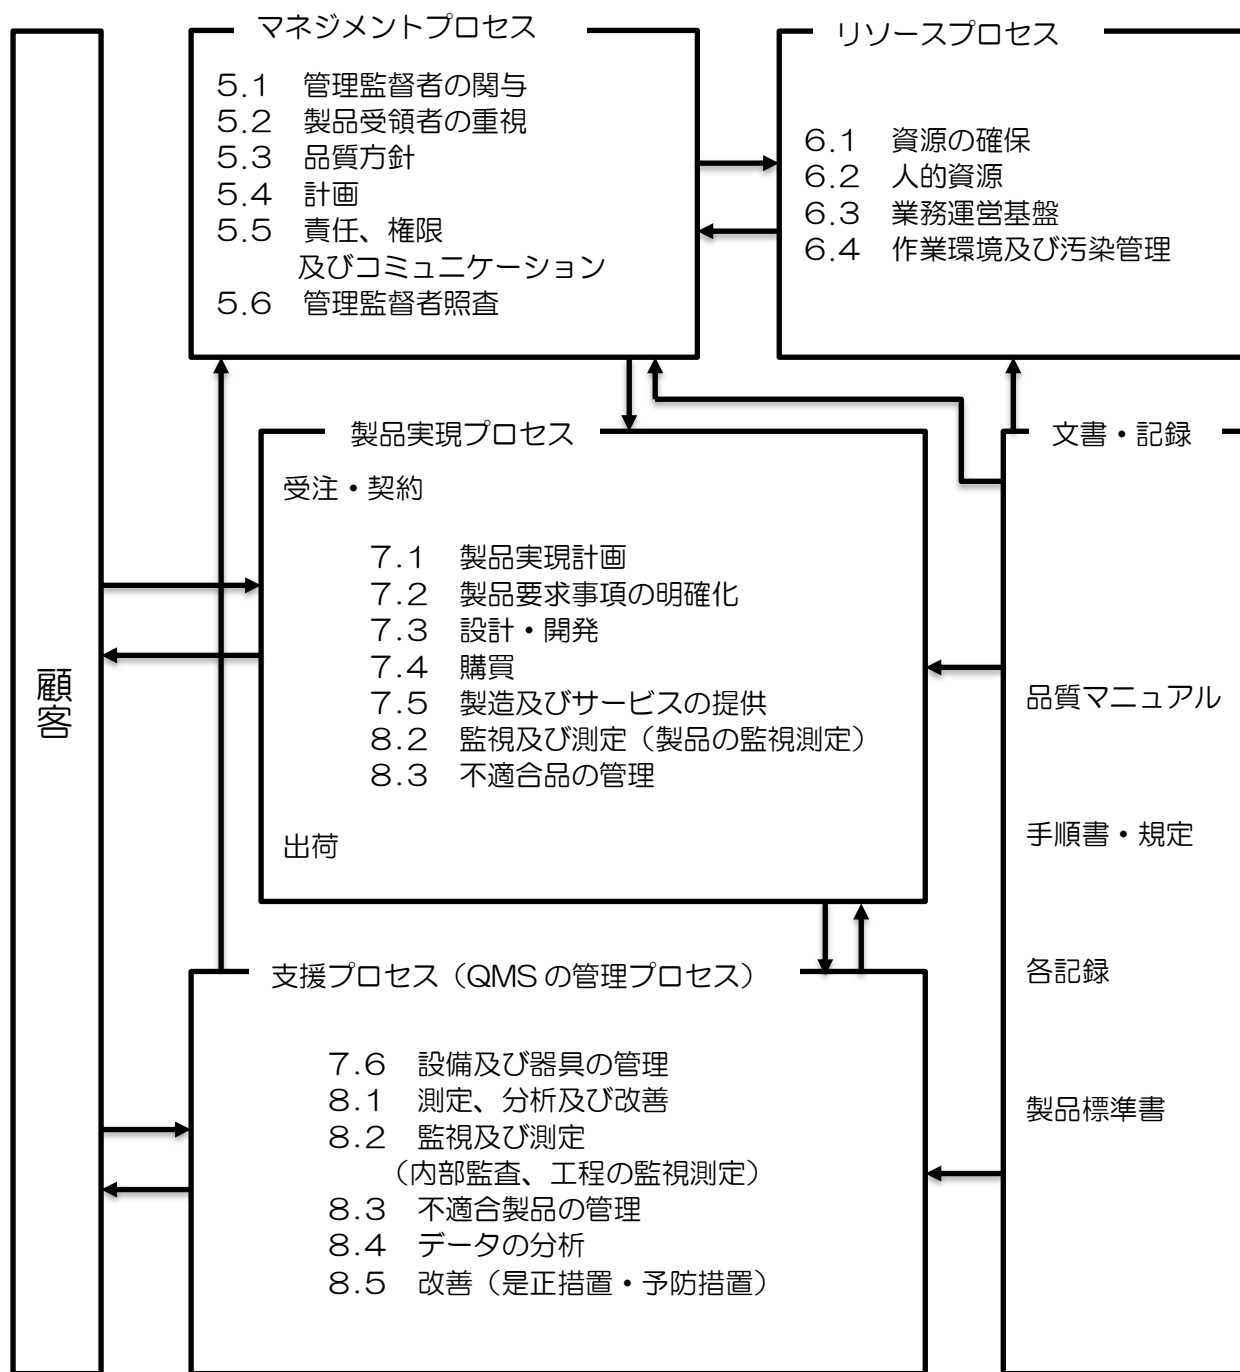 マネジメントプロセス
5.1 管理監督者の関与
5.2 製品受領者の重視
5.3 品質方針
5.4 計画
5.5 責任、権限
及びコミュニケーション
5.6 管理監督者照査
リソースプロセス
6.1 資源の確保
6.2 人的資源
6.3 業務運営基盤
6.4 作業環境及び汚染管理
顧客
製品実現プロセス
受注・契約
7.1 製品実現計画
7.2 製品要求事項の明確化
7.3 設計・開発
7.4 購買
7.5 製造及びサービスの提供
8.2 監視及び測定（製品の監視測定）
8.3 不適合品の管理
出荷
文書・記録
品質マニュアル
手順書・規定
各記録
製品標準書
支援プロセス（QMSの管理プロセス）
7.6 設備及び器具の管理
8.1 測定、分析及び改善
8.2 監視及び測定
（内部監査、工程の監視測定）
8.3 不適合製品の管理
8.4 データの分析
8.5 改善（是正措置・予防措置）